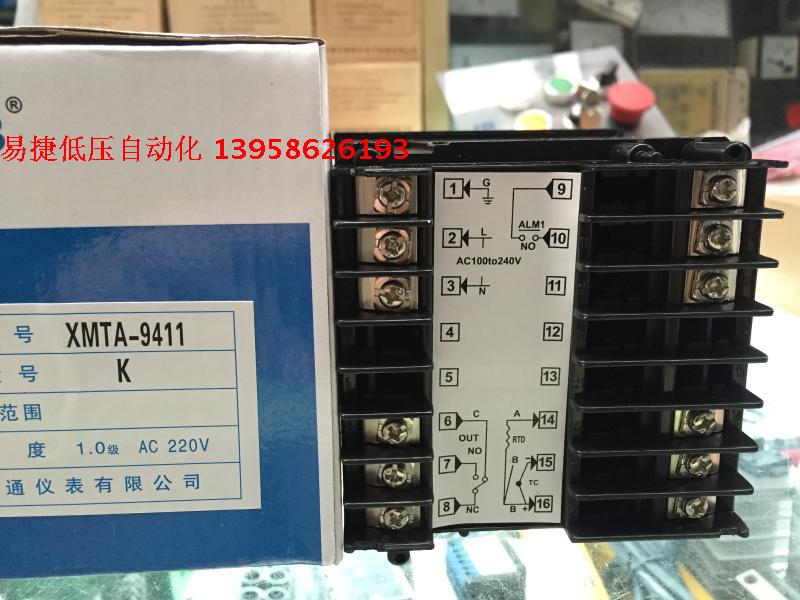 ®
易捷低压自动化 13958626193
号 XMTA-9411
号 K
范围
度 1.0级 AC 220V
通仪表有限公司
1 G 9
2 L ALM1 10
NO
AC100to240V
3 N 11
4 12
5 13
6 C A 14
OUT RTD
NO
7 B - 15
TC
8 NC B + 16